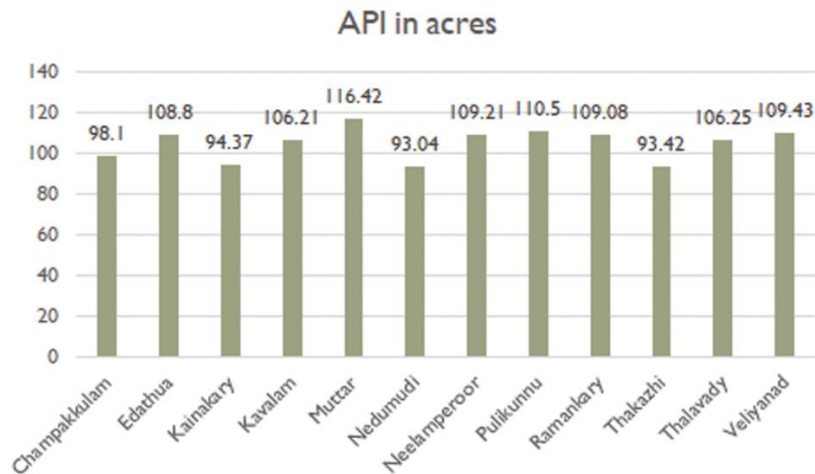 API in acres
140
120
100
80
60
40
20
0
98.1
108.8
94.37
106.21
116.42
93.04
109.21
110.5
109.08
93.42
106.25
109.43
Champakkulam
Edathua
Kainakary
Kavalam
Muttar
Nedumudi
Neelamperoor
Pulikunnu
Ramankary
Thakazhi
Thalavady
Veliyanad